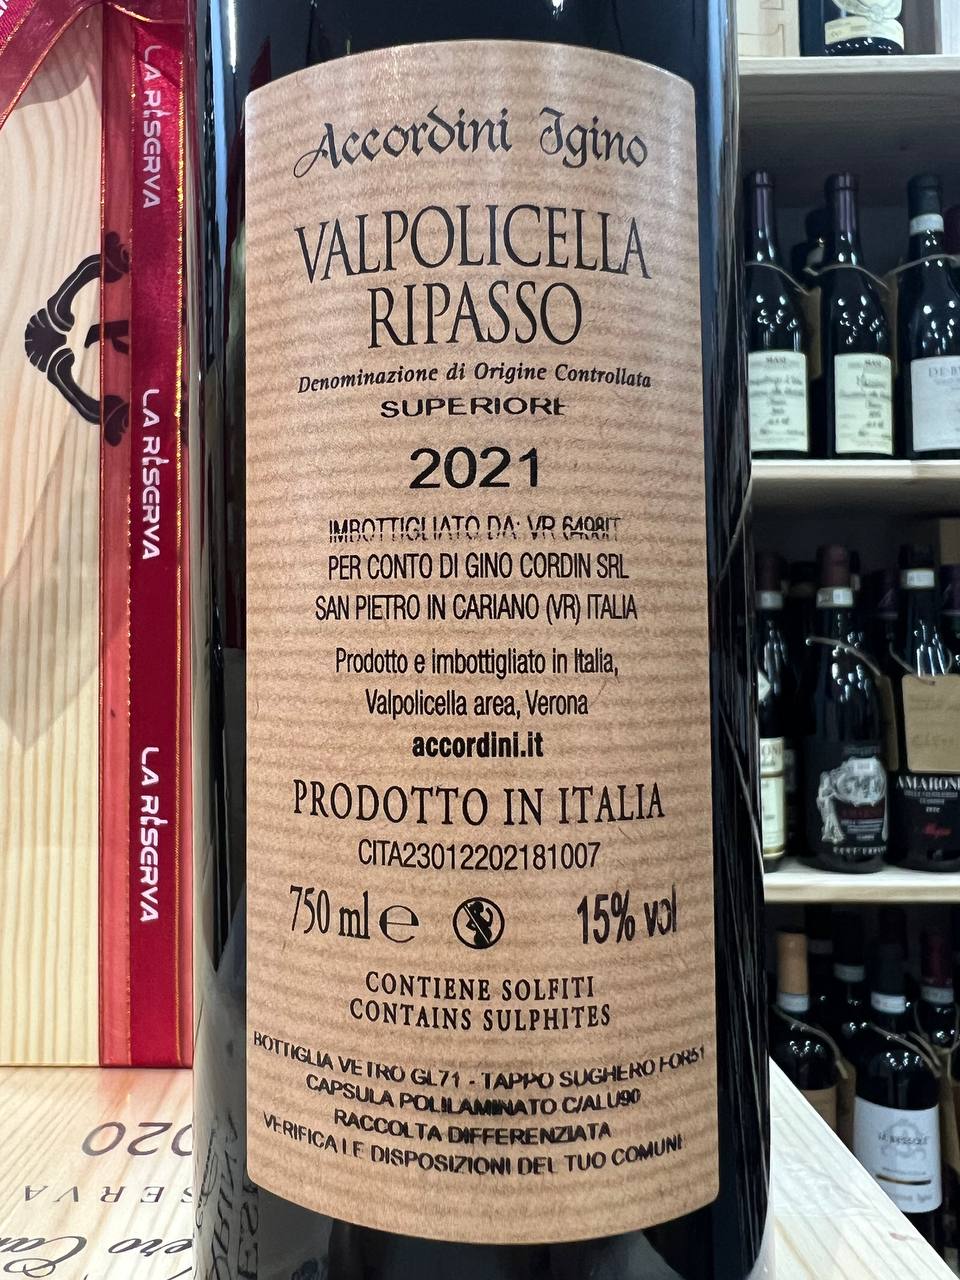 Accordini Igino
VALPOLICELLA
RIPASSO
Denominazione di Origine Controllata
SUPERIORE
2021
IMBOTTIGLIATO DA: VR 6498IT
PER CONTO DI GINO CORDIN SRL
SAN PIETRO IN CARIANO (VR) ITALIA
Prodotto e imbottigliato in Italia,
Valpolicella area, Verona
accordini.it
PRODOTTO IN ITALIA
CITA23012202181007
750 ml e 15% vol
CONTIENE SOLFITI
CONTAINS SULPHITES
BOTTIGLIA VETRO GL71 - TAPPO SUGHERO FOR51
CAPSULA POLILAMINATO C/ALU90
RACCOLTA DIFFERENZIATA
VERIFICA LE DISPOSIZIONI DEL TUO COMUNE
LA RISERVA
LA RISERVA
LA RISERVA
MASI
MASI
AMARONE